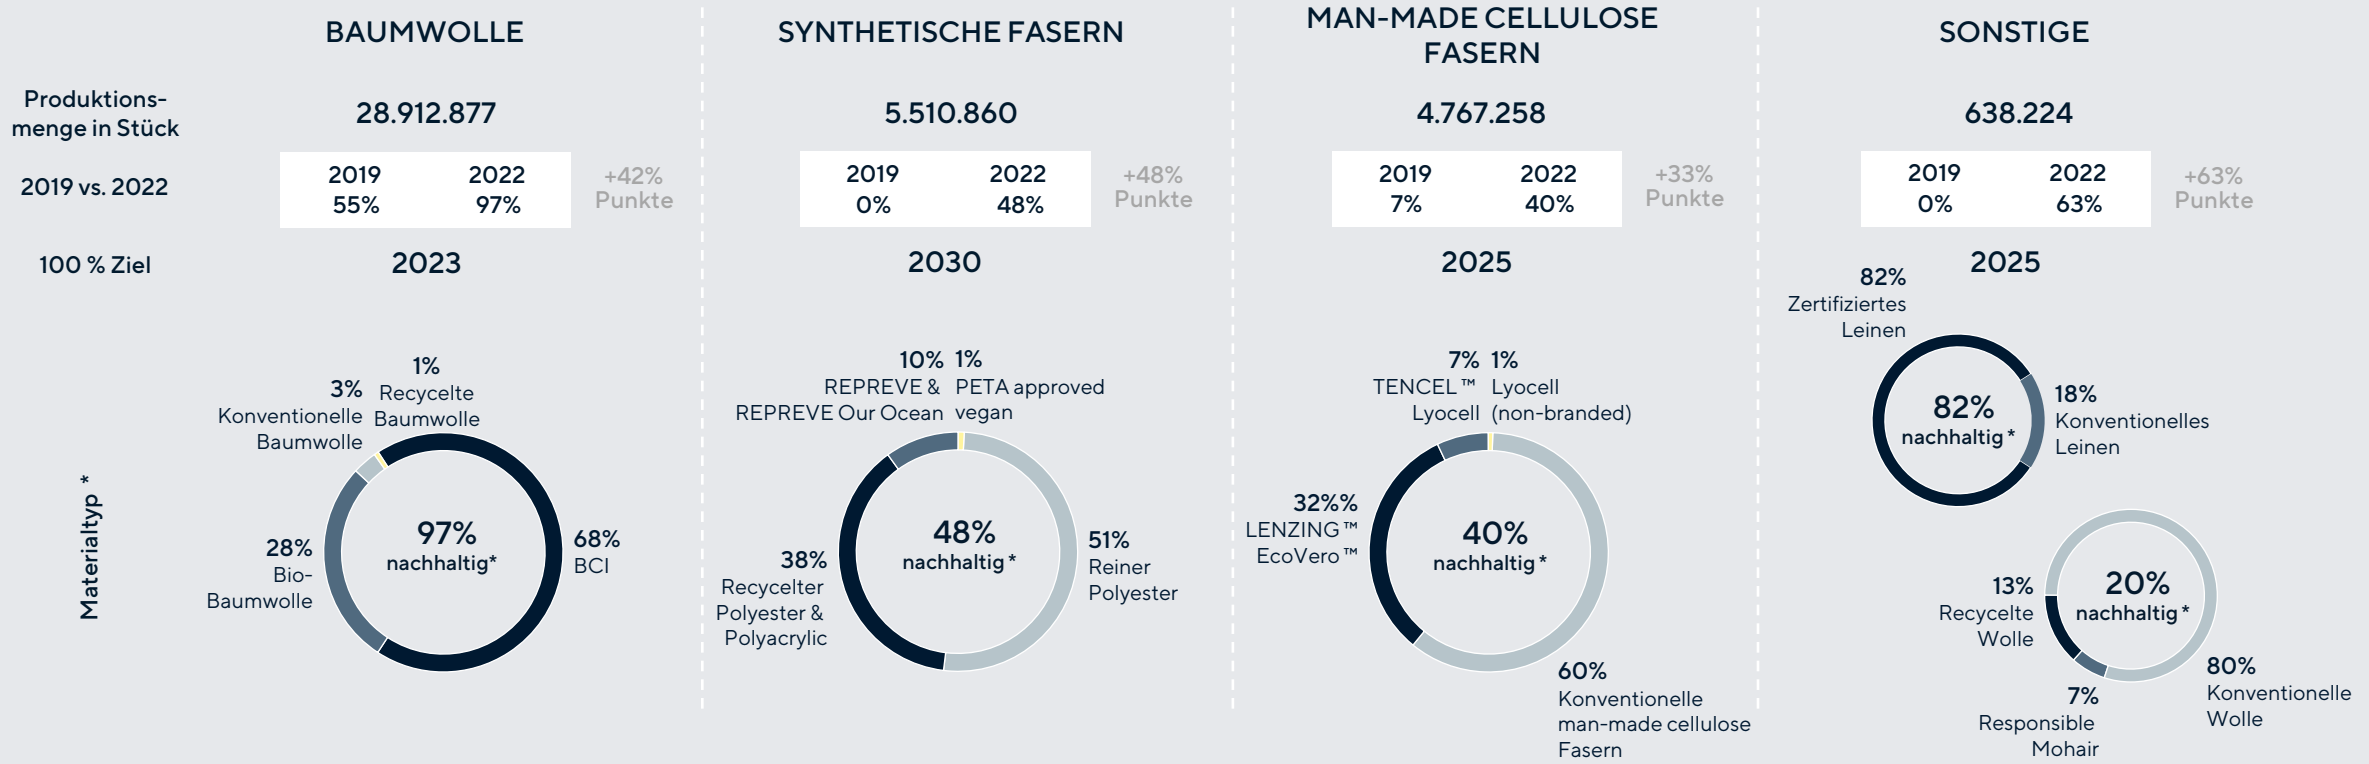 BAUMWOLLE
SYNTHETISCHE FASERN
MAN-MADE CELLULOSE
FASERN
SONSTIGE
Produktions-
menge in Stück
28.912.877
5.510.860
4.767.258
638.224
2019 vs. 2022
2019 2022
55% 97%
+42%
Punkte
2019 2022
0% 48%
+48%
Punkte
2019 2022
7% 40%
+33%
Punkte
2019 2022
0% 63%
+63%
Punkte
100 % Ziel
2023
2030
2025
2025
Materialtyp *
1%
Recycelte
Baumwolle
3%
Konventionelle
Baumwolle
28%
Bio-
Baumwolle
97%
nachhaltig*
68%
BCI
10%
REPREVE &
REPREVE Our Ocean
1%
PETA approved
vegan
38%
Recycelter
Polyester &
Polyacrylic
48%
nachhaltig *
51%
Reiner
Polyester
7%
TENCEL™
Lyocell
1%
Lyocell
(non-branded)
32%%
LENZING™
EcoVero™
40%
nachhaltig *
60%
Konventionelle
man-made cellulose
Fasern
82%
Zertifiziertes
Leinen
82%
nachhaltig *
18%
Konventionelles
Leinen
13%
Recycelte
Wolle
20%
nachhaltig *
7%
Responsible
Mohair
80%
Konventionelle
Wolle